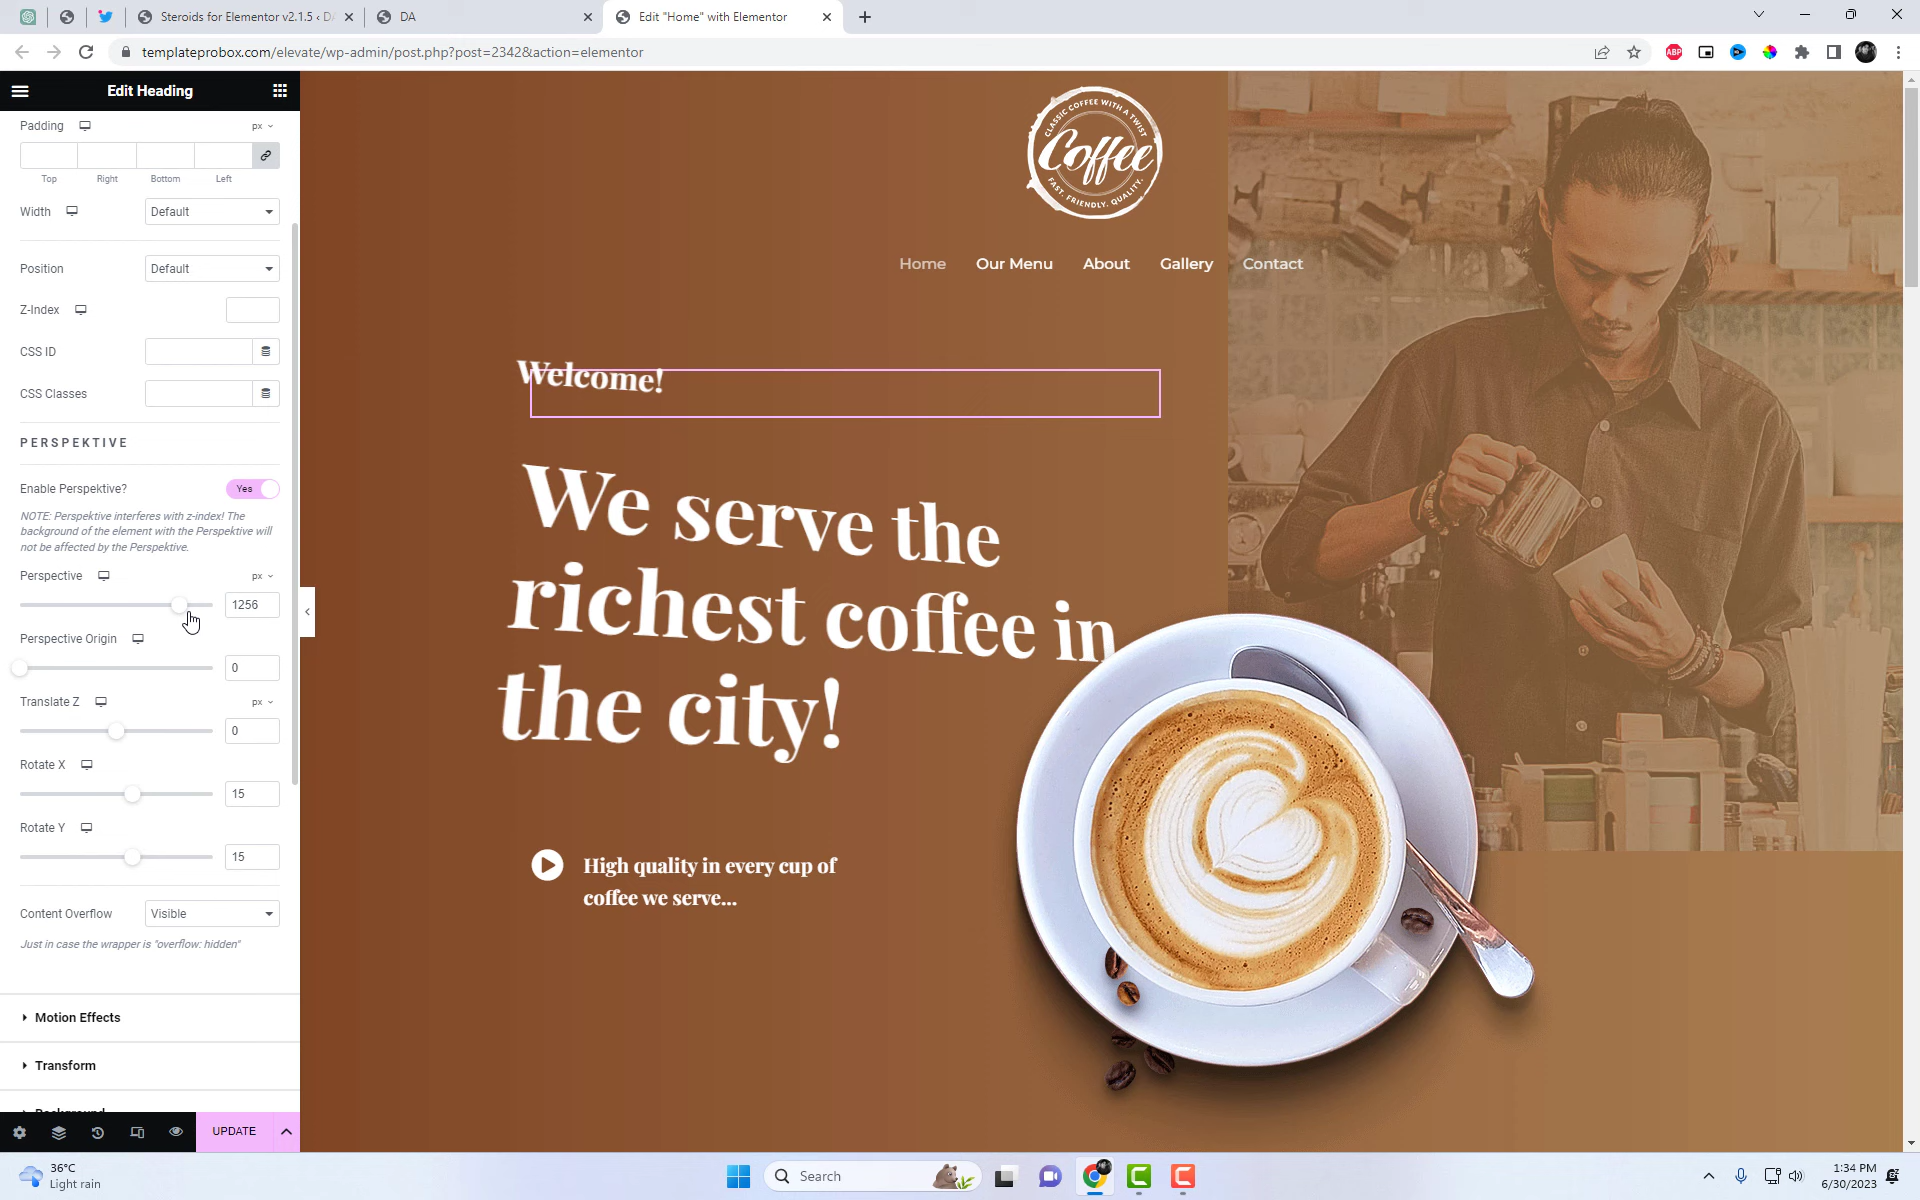 Steroids for Elementor v2.1.5 ‹ D
DA
Edit "Home" with Elementor
templateprobox.com/elevate/wp-admin/post.php?post=2342&action=elementor
ABP
Edit Heading
Padding
px
Top
Right
Bottom
Left
Width
Default
Position
Default
Z-Index
CSS ID
CSS Classes
PERSPEKTIVE
Enable Perspektive?
Yes
NOTE: Perspektive interferes with z-index! The
background of the element with the Perspektive will
not be affected by the Perspektive.
Perspective
px
1256
Perspective Origin
0
Translate Z
px
0
Rotate X
15
Rotate Y
15
Content Overflow
Visible
Just in case the wrapper is "overflow: hidden"
Motion Effects
Transform
Background
UPDATE
CLASSIC COFFEE WITH A TWIST
Coffee
FAST. FRIENDLY. QUALITY.
Home
Our Menu
About
Gallery
Contact
Welcome!
We serve the
richest coffee in
the city!
High quality in every cup of
coffee we serve...
36°C
Light rain
Search
1:34 PM
6/30/2023